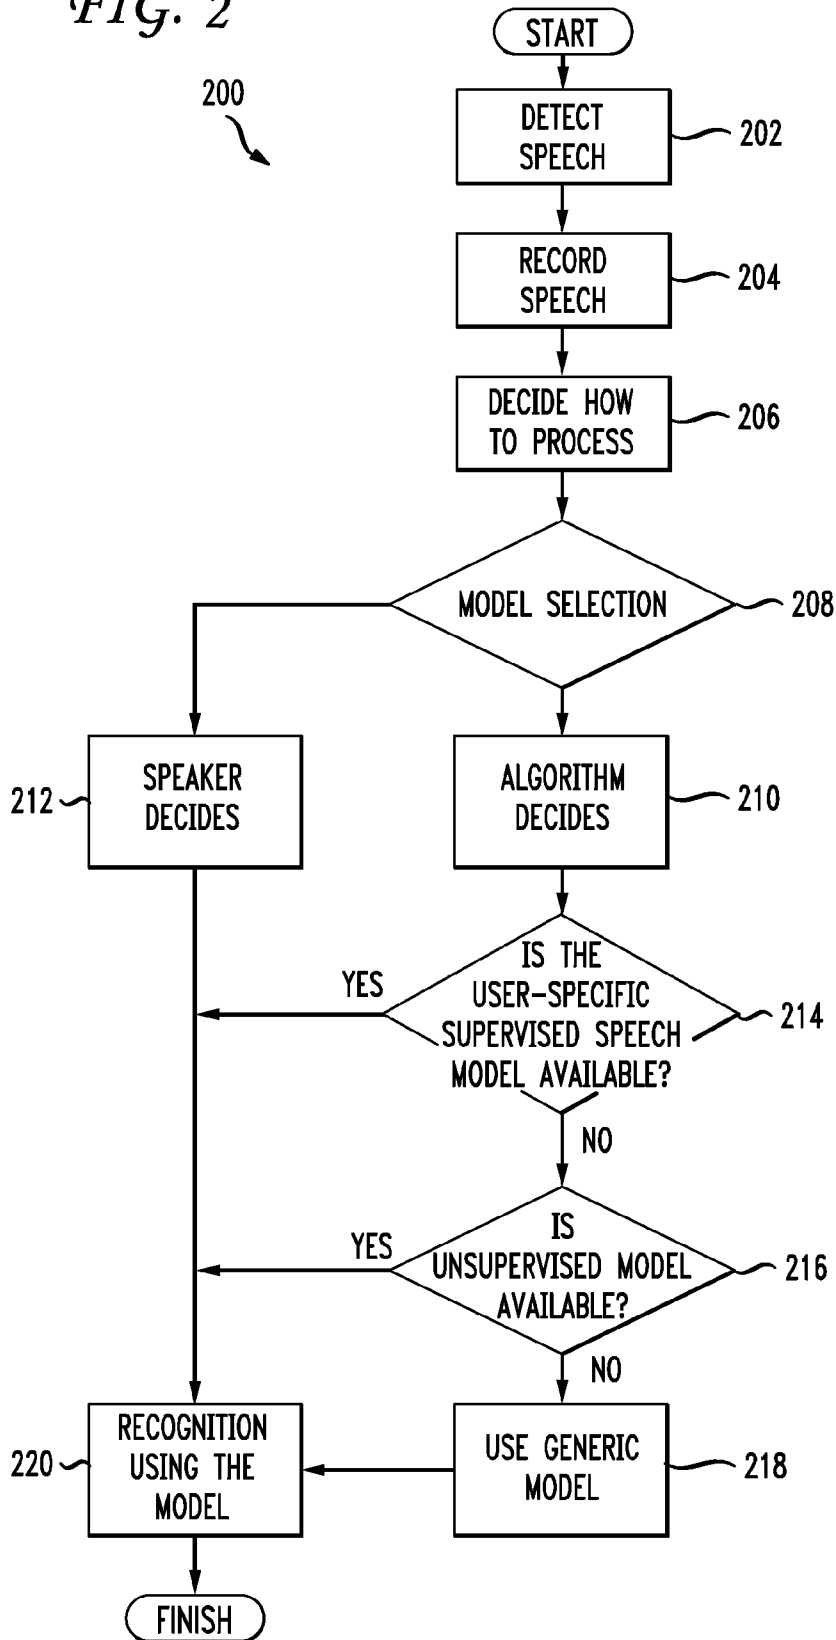 FIG. 2
START
200
DETECT
SPEECH
202
RECORD
SPEECH
204
DECIDE HOW
TO PROCESS
206
MODEL SELECTION
208
SPEAKER
DECIDES
212
ALGORITHM
DECIDES
210
IS THE
USER-SPECIFIC
SUPERVISED SPEECH
MODEL AVAILABLE?
YES
214
NO
IS
UNSUPERVISED MODEL
AVAILABLE?
YES
216
NO
RECOGNITION
USING THE
MODEL
220
USE GENERIC
MODEL
218
FINISH